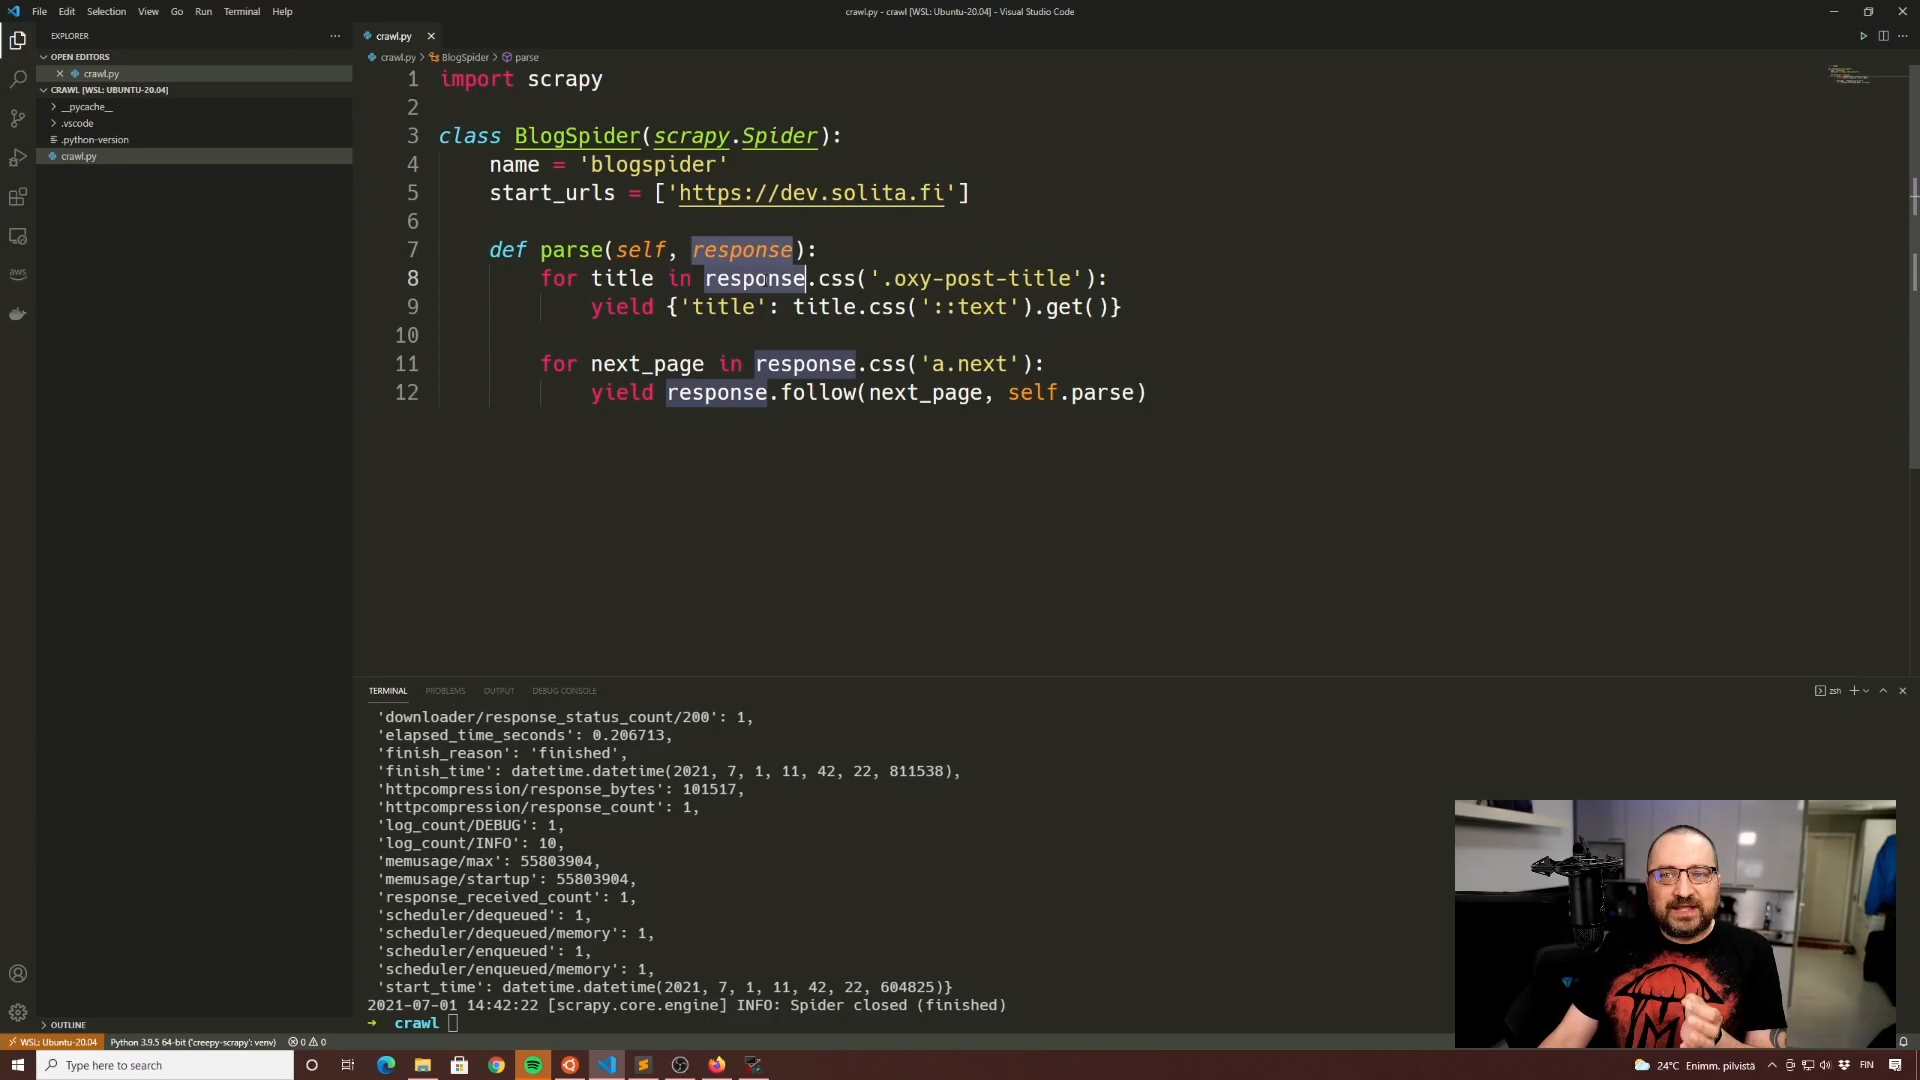 File Edit Selection View Go Run Terminal Help
crawl.py - crawl [WSL: Ubuntu-20.04] - Visual Studio Code
EXPLORER
OPEN EDITORS
crawl.py
CRAWL [WSL: UBUNTU-20.04]
__pycache__
.vscode
.python-version
crawl.py
aws
OUTLINE
crawl.py
crawl.py > BlogSpider > parse
1 import scrapy
2
3 class BlogSpider(scrapy.Spider):
4 name = 'blogspider'
5 start_urls = ['https://dev.solita.fi']
6
7 def parse(self, response):
8 for title in response.css('.oxy-post-title'):
9 yield {'title': title.css('::text').get()}
10
11 for next_page in response.css('a.next'):
12 yield response.follow(next_page, self.parse)
TERMINAL PROBLEMS OUTPUT DEBUG CONSOLE
zsh
'downloader/response_status_count/200': 1,
'elapsed_time_seconds': 0.206713,
'finish_reason': 'finished',
'finish_time': datetime.datetime(2021, 7, 1, 11, 42, 22, 811538),
'httpcompression/response_bytes': 101517,
'httpcompression/response_count': 1,
'log_count/DEBUG': 1,
'log_count/INFO': 10,
'memusage/max': 55803904,
'memusage/startup': 55803904,
'response_received_count': 1,
'scheduler/dequeued': 1,
'scheduler/dequeued/memory': 1,
'scheduler/enqueued': 1,
'scheduler/enqueued/memory': 1,
'start_time': datetime.datetime(2021, 7, 1, 11, 42, 22, 604825)}
2021-07-01 14:42:22 [scrapy.core.engine] INFO: Spider closed (finished)
→ crawl
WSL: Ubuntu-20.04 Python 3.9.5 64-bit ('creepy-scrapy': venv) 0 0
Type here to search
24°C Enimm. pilvistä FIN